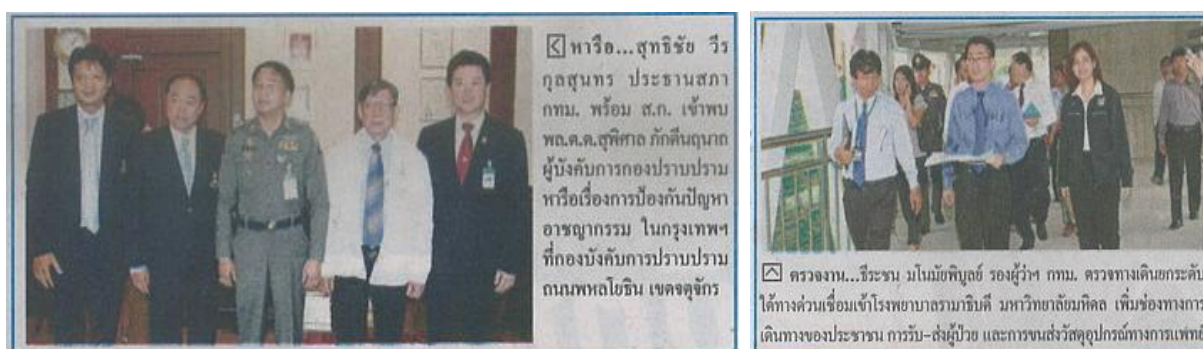 หารือ...สุทธิชัย วีร
กุลสุนทร ประธานสภา
กทม. พร้อม ส.ก. เข้าพบ
พล.ต.ต.สุพิศาล ภักดีนฤนาถ
ผู้บังคับการกองปราบปราม
หารือเรื่องการป้องกันปัญหา
อาชญากรรม ในกรุงเทพฯ
ที่กองบังคับการปราบปราม
ถนนพหลโยธิน เขตจตุจักร
ตรวจงาน...ธีระชน มโนมัยพิบูลย์ รองผู้ว่าฯ กทม. ตรวจทางเดินยกระดับ
ใต้ทางด่วนเชื่อมเข้าโรงพยาบาลรามาธิบดี มหาวิทยาลัยมหิดล เพิ่มช่องทางกา
เดินทางของประชาชน การรับ-ส่งผู้ป่วย และการขนส่งวัสดุอุปกรณ์ทางการแพทย์